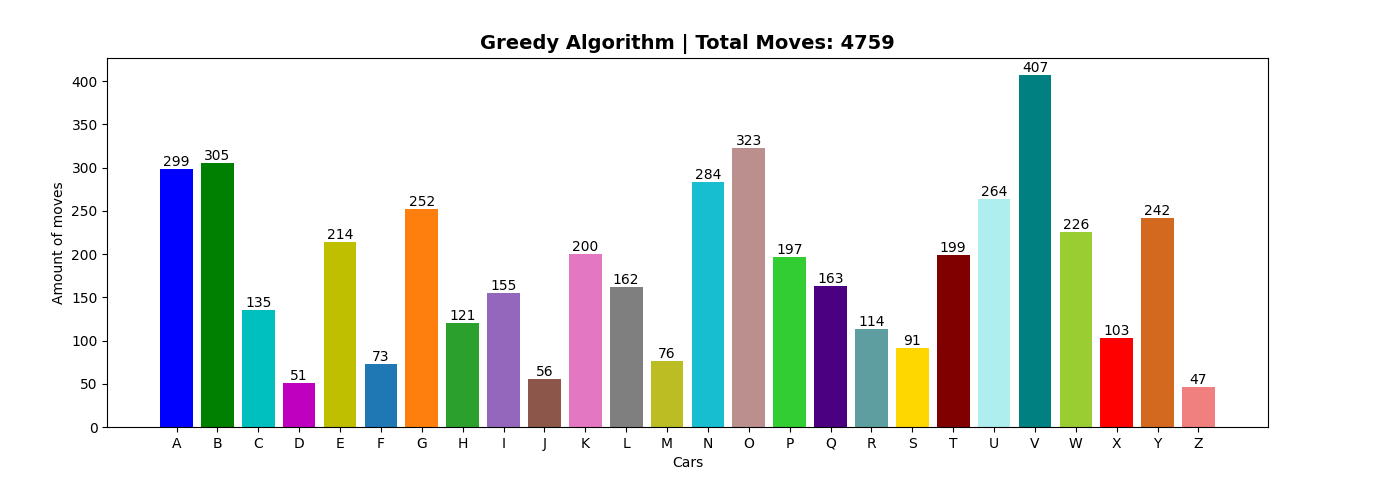 Greedy Algorithm | Total Moves: 4759
Amount of moves
400
350
300
250
200
150
100
50
0
299 305 135 51 214 73 252 121 155 56 200 162 76 284 323 197 163 114 91 199 264 407 226 103 242 47
A B C D E F G H I J K L M N O P Q R S T U V W X Y Z
Cars